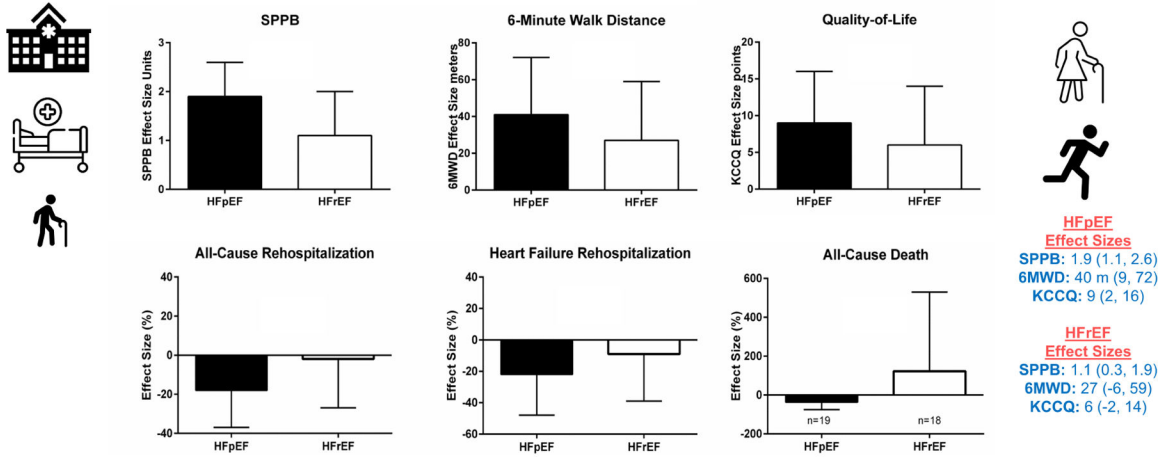 SPPB
SPPB Effect Size Units
3
2
1
0
HFpEF
HFrEF
6-Minute Walk Distance
6MWD Effect Size meters
80
60
40
20
0
HFpEF
HFrEF
Quality-of-Life
KCCQ Effect Size points
20
15
10
5
0
HFpEF
HFrEF
All-Cause Rehospitalization
Effect Size (%)
40
20
0
-20
-40
HFpEF
HFrEF
Heart Failure Rehospitalization
Effect Size (%)
40
20
0
-20
-40
-60
HFpEF
HFrEF
All-Cause Death
Effect Size (%)
600
400
200
0
-200
n=19
n=18
HFpEF
HFrEF
HFpEF
Effect Sizes
SPPB: 1.9 (1.1, 2.6)
6MWD: 40 m (9, 72)
KCCQ: 9 (2, 16)
HFrEF
Effect Sizes
SPPB: 1.1 (0.3, 1.9)
6MWD: 27 (-6, 59)
KCCQ: 6 (-2, 14)